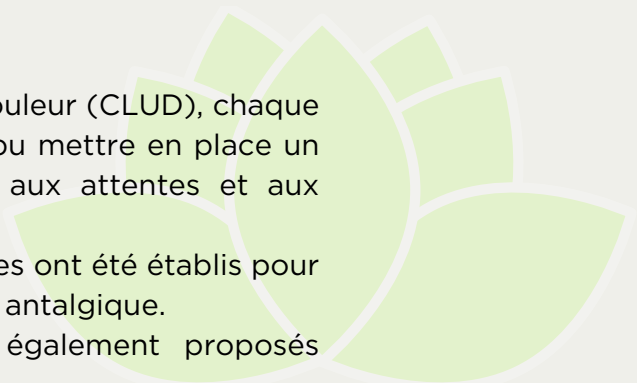 ouleur (CLUD), chaque
ou mettre en place un
aux attentes et aux
es ont été établis pour
antalgique.
également proposés